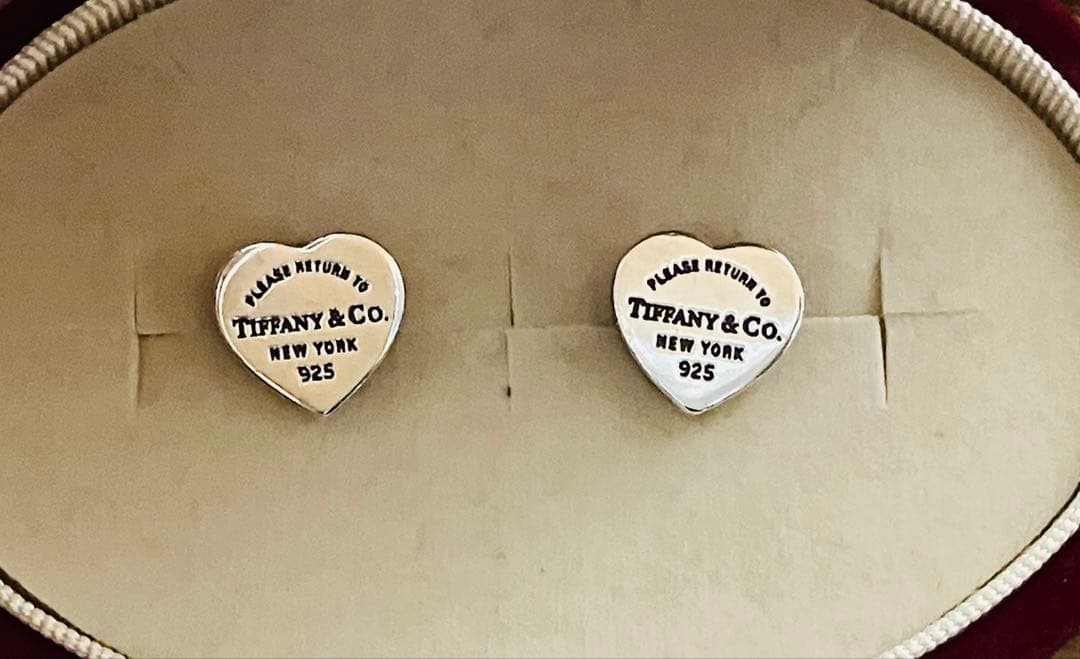 PLEASE RETURN TO
TIFFANY & CO.
NEW YORK
925
PLEASE RETURN TO
TIFFANY & CO.
NEW YORK
925